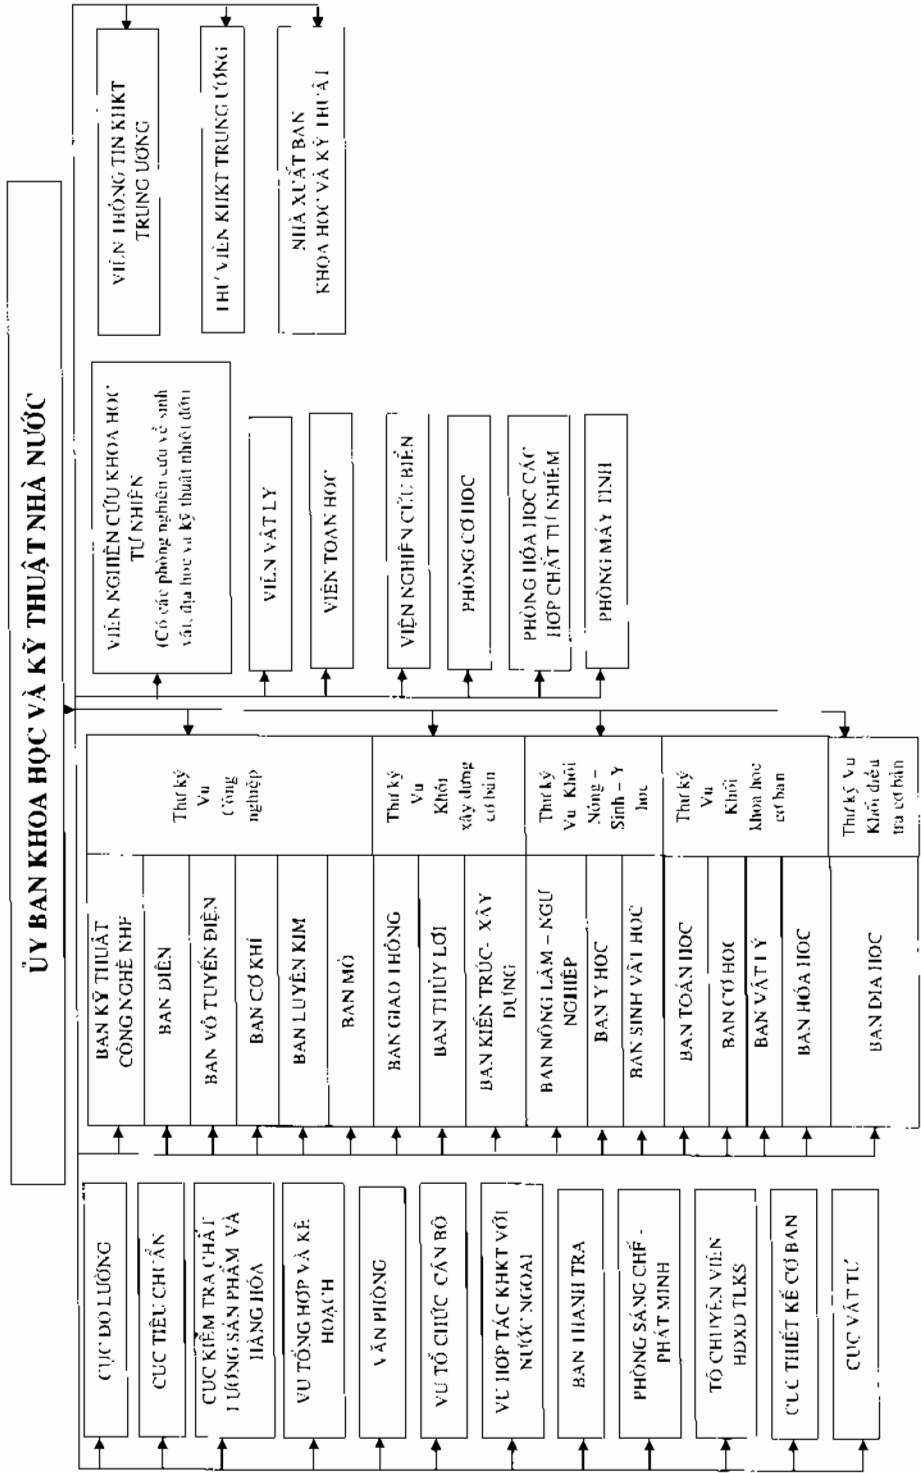 ỦY BAN KHOA HỌC VÀ KỸ THUẬT NHÀ NƯỚC
CỤC ĐO LƯỜNG
CỤC TIÊU CHUẨN
CỤC KIỂM TRA CHẤT
LƯỢNG SẢN PHẨM VÀ
HÀNG HÓA
VỤ TỔNG HỢP VÀ KẾ
HOẠCH
VĂN PHÒNG
VỤ TỔ CHỨC CÁN BỘ
VỤ HỢP TÁC KHKT VỚI
NƯỚC NGOÀI
BAN THANH TRA
PHÒNG SÁNG CHẾ -
PHÁT MINH
TỔ CHUYÊN VIÊN
HDXD TLKS
CỤC THIẾT KẾ CƠ BẢN
CỤC VẬT TƯ
BAN KỸ THUẬT
CÔNG NGHỆ NHẸ
BAN ĐIỆN
BAN VÔ TUYẾN ĐIỆN
BAN CƠ KHÍ
BAN LUYỆN KIM
BAN MỎ
BAN GIAO THÔNG
BAN THỦY LỢI
BAN KIẾN TRÚC- XÂY
DỰNG
BAN NÔNG LÂM – NGƯ
NGHIỆP
BAN Y HỌC
BAN SINH VẬT HỌC
BAN TOÁN HỌC
BAN CƠ HỌC
BAN VẬT LÝ
BAN HÓA HỌC
BAN ĐỊA HỌC
Thư ký
Vụ
Công
nghiệp
Thư ký
Vụ
Khối
xây dựng
cơ bản
Thư ký
Vụ Khối
Nông –
Sinh – Y
học
Thư ký
Vụ
Khối
khoa học
cơ bản
Thư ký Vụ
Khối điều
tra cơ bản
VIỆN NGHIÊN CỨU KHOA HỌC
TỰ NHIÊN
(Có các phòng nghiên cứu về sinh
vật, địa học và kỹ thuật nhiệt đới)
VIỆN VẬT LÝ
VIỆN TOÁN HỌC
VIỆN NGHIÊN CỨU BIỂN
PHÒNG CƠ HỌC
PHÒNG HÓA HỌC CÁC
HỢP CHẤT TỰ NHIÊM
PHÒNG MÁY TÍNH
VIỆN THÔNG TIN KHKT
TRUNG ƯƠNG
THƯ VIỆN KHKT TRUNG ƯƠNG
NHÀ XUẤT BẢN
KHOA HỌC VÀ KỸ THUẬT